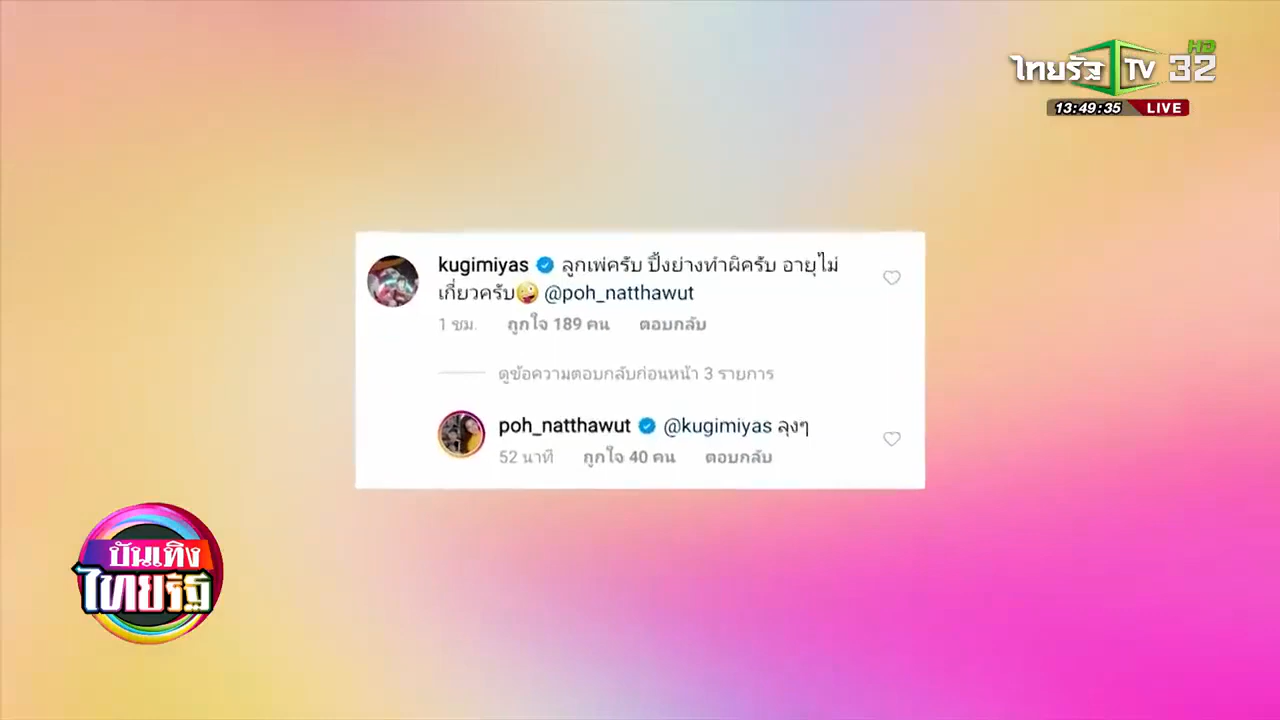 HD
ไทยรัฐ TV 32
13:49:35 LIVE
kugimiyas ลูกเพ่ครับ ปิ้งย่างทำผิครับ อายุไม่
เกี่ยวครับ🤪 @poh_natthawut
1 ชม. ถูกใจ 189 คน ตอบกลับ
ดูข้อความตอบกลับก่อนหน้า 3 รายการ
poh_natthawut @kugimiyas ลุงๆ
52 นาที ถูกใจ 40 คน ตอบกลับ
บันเทิง
ไทยรัฐ